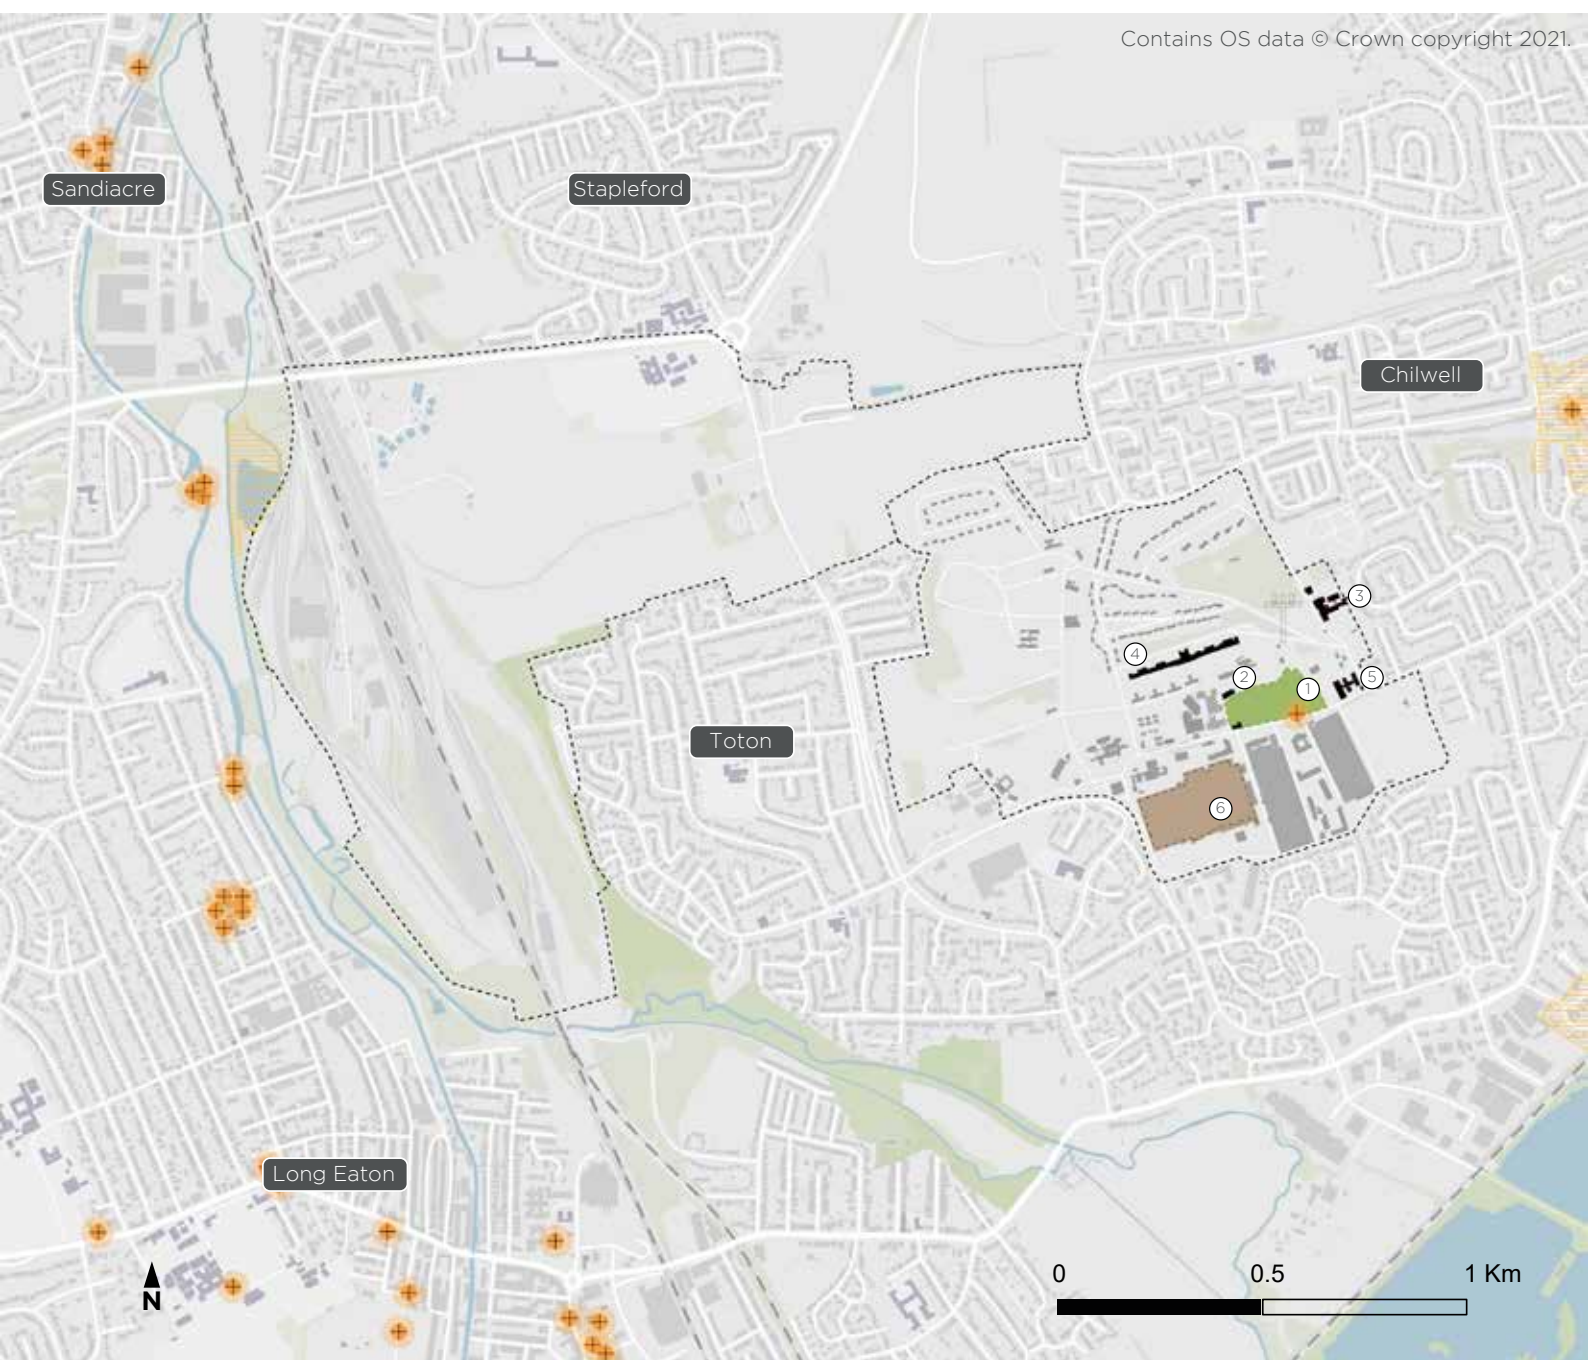 Contains OS data © Crown copyright 2021.
Sandiacre
Stapleford
Chilwell
3
4
2
1
5
Toton
6
Long Eaton
N
0 0.5 1 Km